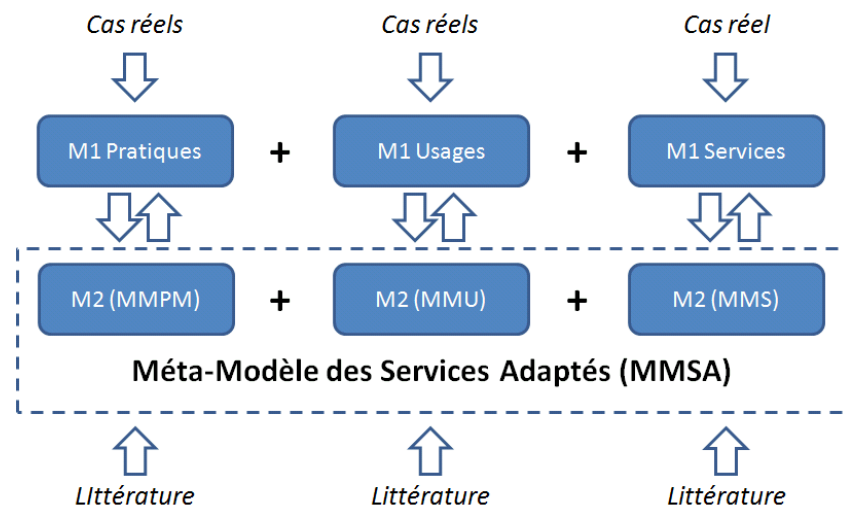 Cas réels Cas réels Cas réel
M1 Pratiques + M1 Usages + M1 Services
M2 (MMPM) + M2 (MMU) + M2 (MMS)
Méta-Modèle des Services Adaptés (MMSA)
LIttérature Littérature Littérature